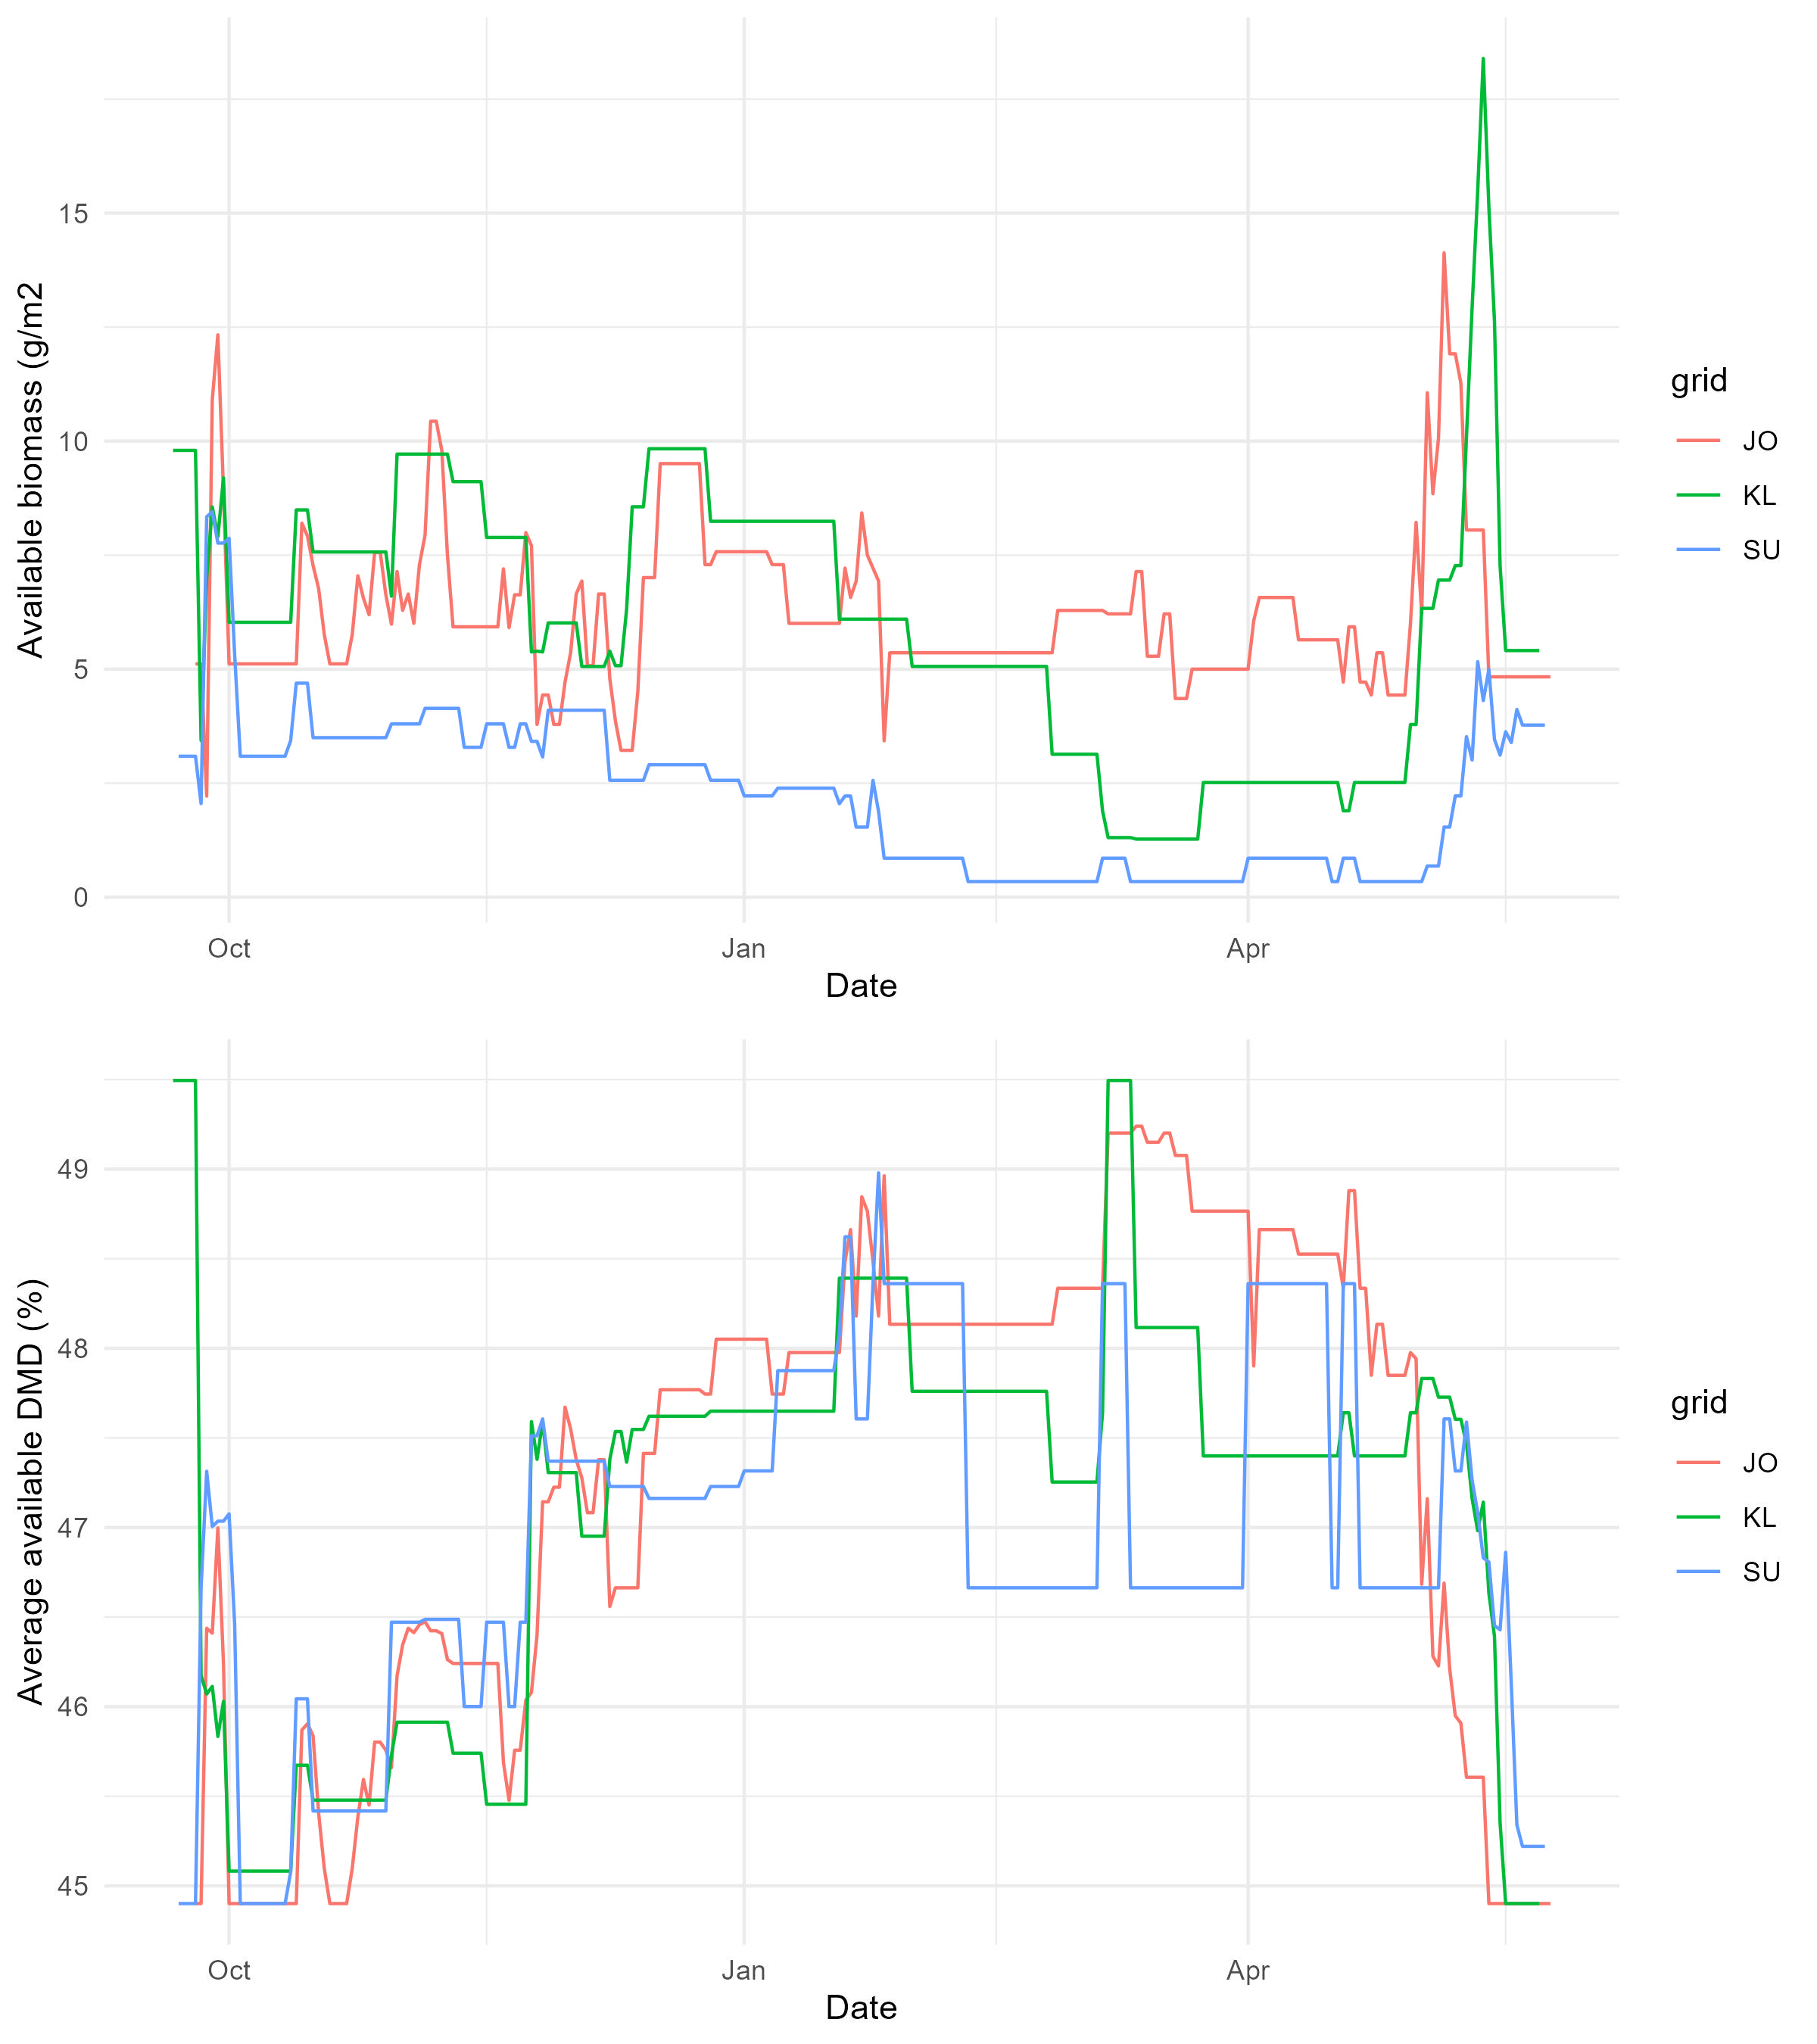 Available biomass (g/m2
15
10
5
0
Oct
Jan
Apr
Date
grid
JO
KL
SU
Average available DMD (%)
49
48
47
46
45
Oct
Jan
Apr
Date
grid
JO
KL
SU